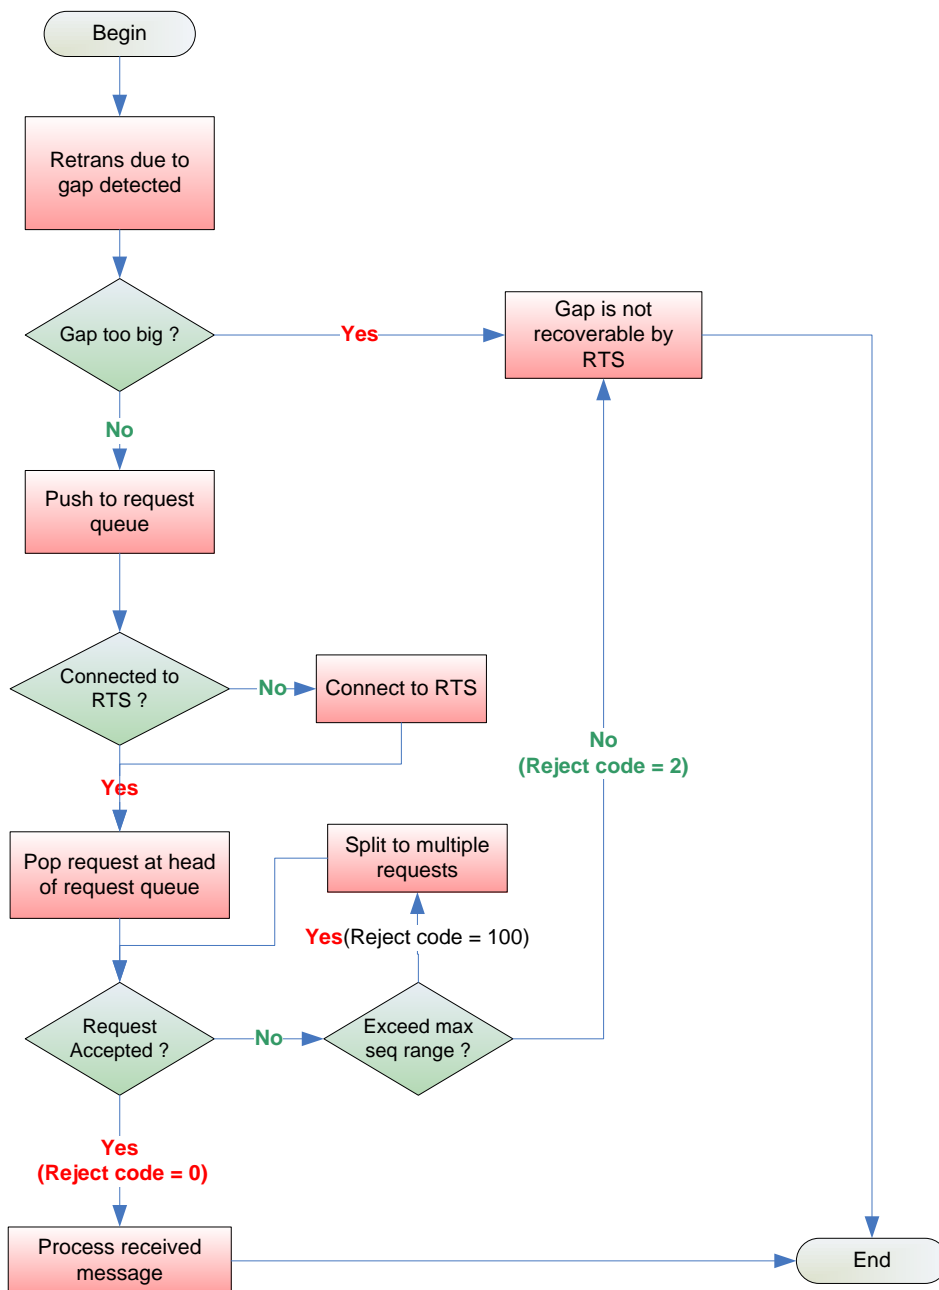 Begin
Retrans due to
gap detected
Gap too big ?
Yes
Gap is not
recoverable by
RTS
No
Push to request
queue
Connected to
RTS ?
No
Connect to RTS
No
(Reject code = 2)
Yes
Pop request at head
of request queue
Split to multiple
requests
Yes(Reject code = 100)
Request
Accepted ?
No
Exceed max
seq range ?
Yes
(Reject code = 0)
Process received
message
End